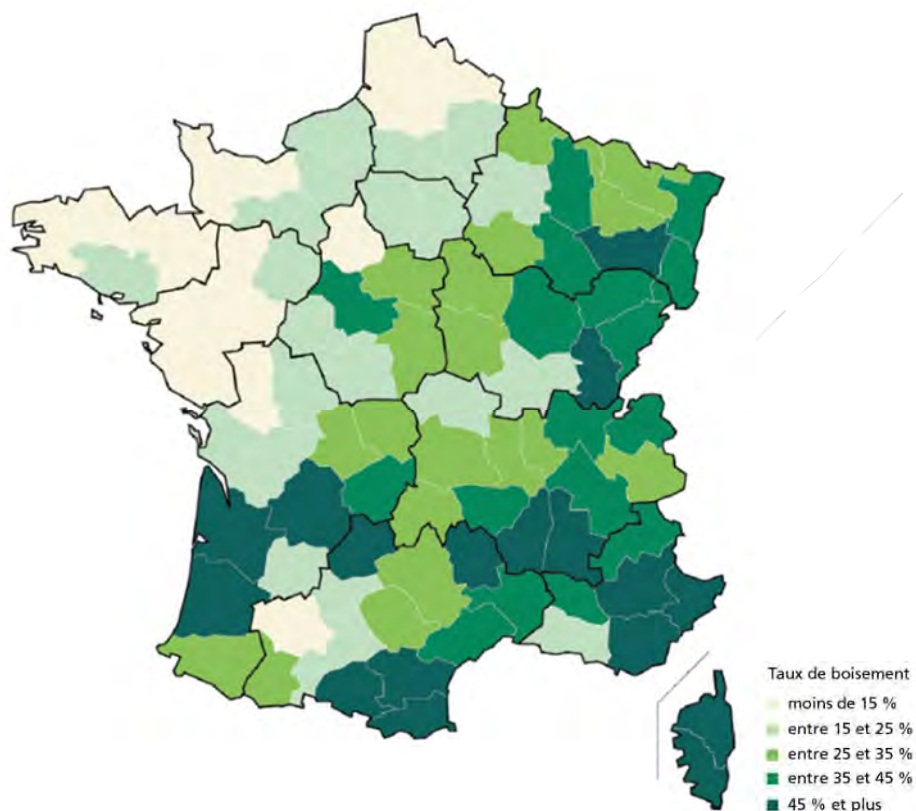 Taux de boisement
moins de 15 %
entre 15 et 25 %
entre 25 et 35 %
entre 35 et 45 %
45 % et plus